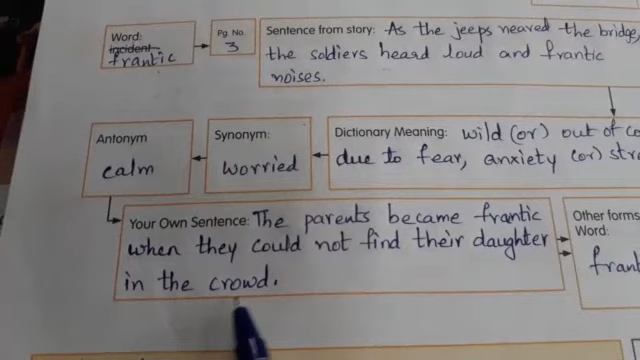 Word:
incident
frantic
Pg. No.
3
Sentence from story: As the jeeps neared the bridge,
the soldiers heard loud and frantic
noises.
Antonym
calm
Synonym:
worried
Dictionary Meaning: wild (or) out of
due to fear, anxiety (or)
Your Own Sentence: The parents became frantic
when they could not find their daughter
in the crowd.
Other forms
Word: